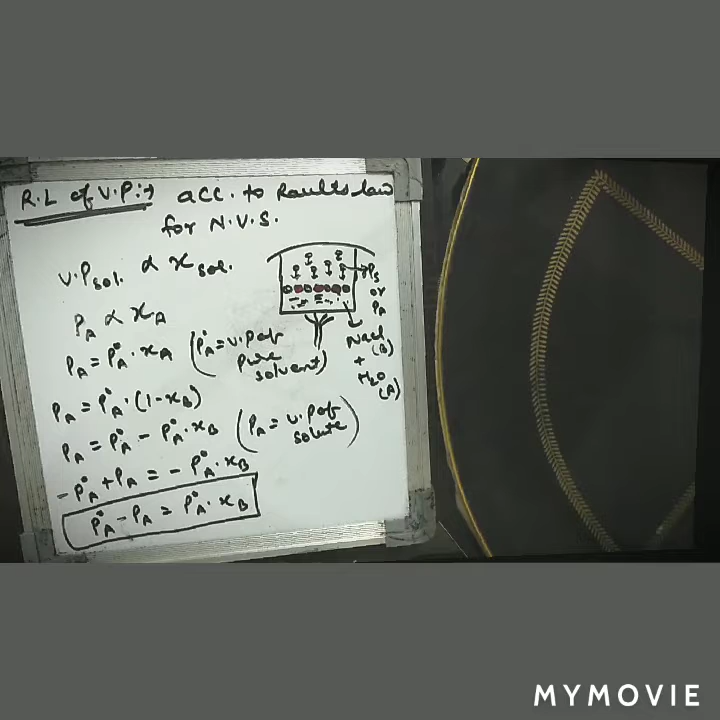 R.L of V.P:→ acc. to Raults law
for N.V.S.
V.P sol. ∝ x sol.
P_A ∝ x_A
P_A = P°_A · x_A (P°_A = V.P of pure solvent)
P_A = P°_A · (1 - x_B)
P_A = P°_A - P°_A · x_B (P_A = V.P of solute)
-P°_A + P_A = - P°_A · x_B
P°_A - P_A = P°_A · x_B
P_S
or
P_A
NaCl
(B)
+
H2O
(A)
MYMOVIE